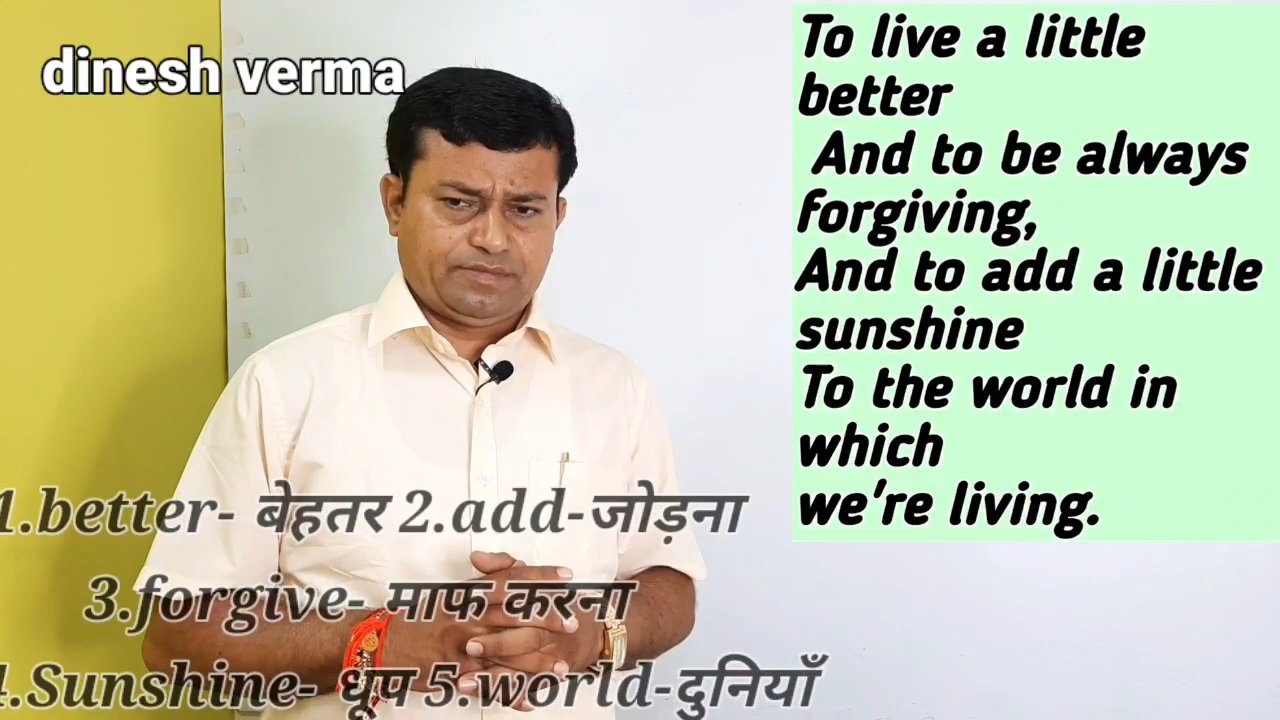 dinesh verma
To live a little
better
And to be always
forgiving,
And to add a little
sunshine
To the world in
which
we're living.
1.better- बेहतर 2.add-जोड़ना
3.forgive- माफ करना
4.Sunshine- धूप 5.world-दुनियाँ